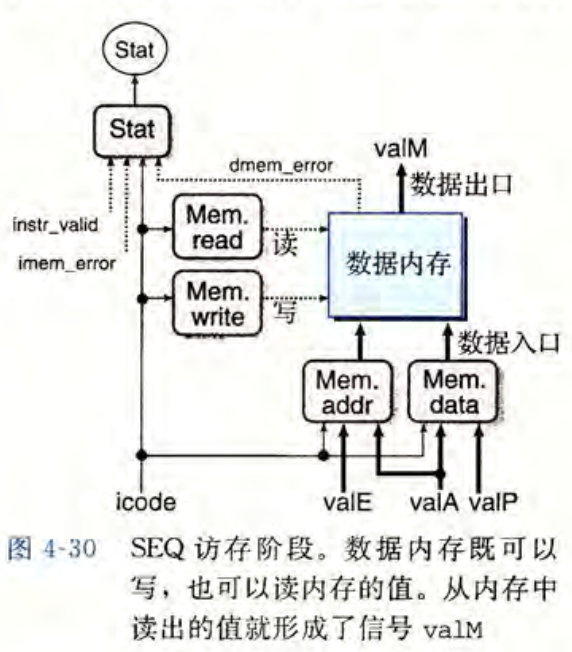 Stat
Stat
dmem_error
valM
数据出口
instr_valid
imem_error
Mem.
read
读
数据内存
Mem.
write
写
数据入口
Mem.
addr
Mem.
data
icode
valE
valA
valP
图 4-30 SEQ 访存阶段。数据内存既可以
写，也可以读内存的值。从内存中
读出的值就形成了信号 valM